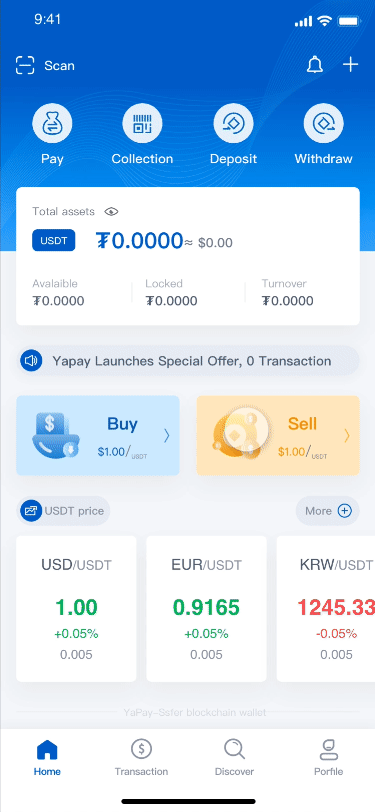 9:41
Scan
Pay Collection Deposit Withdraw
Total assets
USDT ₮0.0000≈ $0.00
Avalaible Locked Turnover
₮0.0000 ₮0.0000 ₮0.0000
Yapay Launches Special Offer, 0 Transaction
Buy Sell
$1.00/USDT $1.00/USDT
USDT price More
USD/USDT EUR/USDT KRW/USDT
1.00 0.9165 1245.33
+0.05% +0.05% -0.05%
0.005 0.005 0.005
YaPay-Ssfer blockchain wallet
Home Transaction Discover Porfile